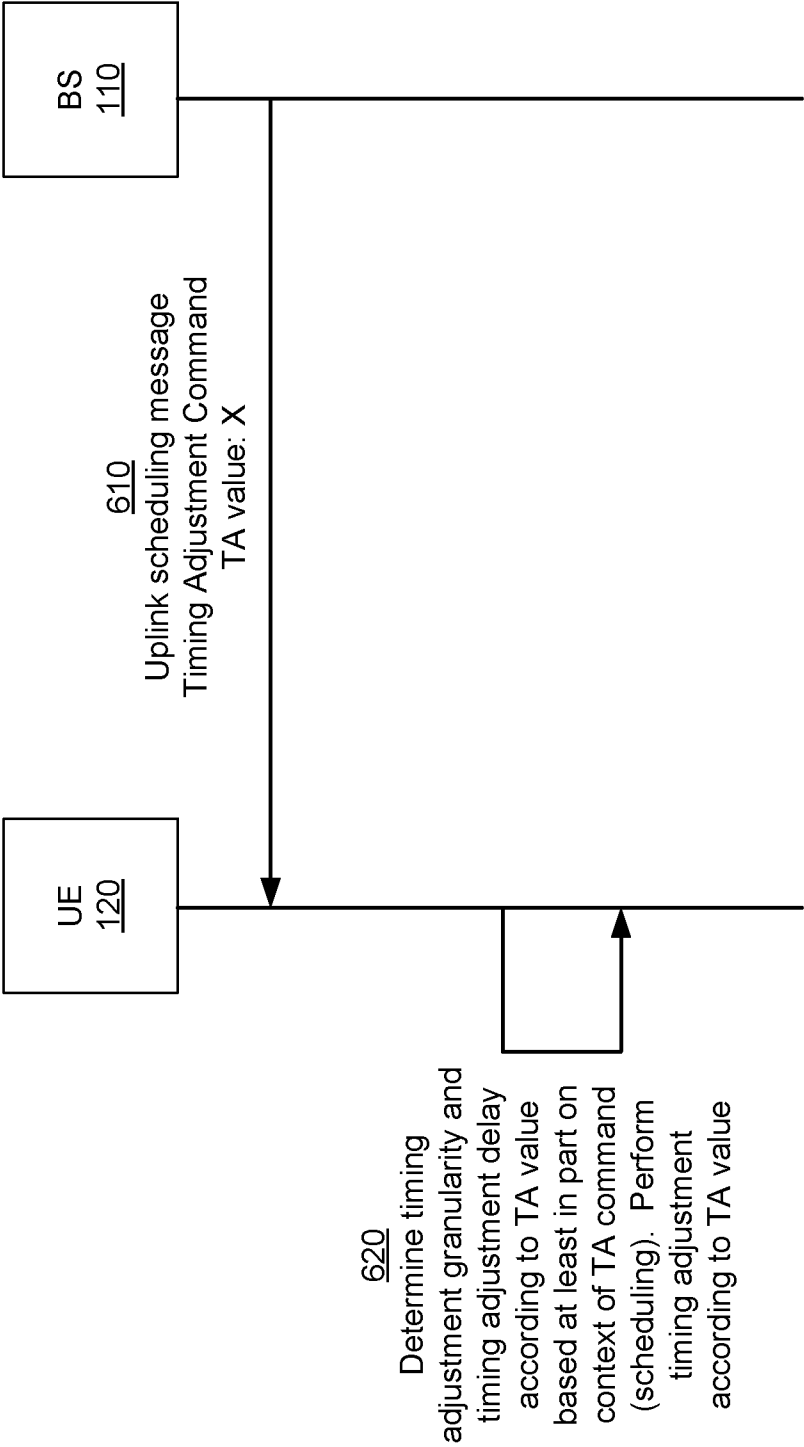 BS
110
610
Uplink scheduling message
Timing Adjustment Command
TA value: X
UE
120
620
Determine timing
adjustment granularity and
timing adjustment delay
according to TA value
based at least in part on
context of TA command
(scheduling). Perform
timing adjustment
according to TA value